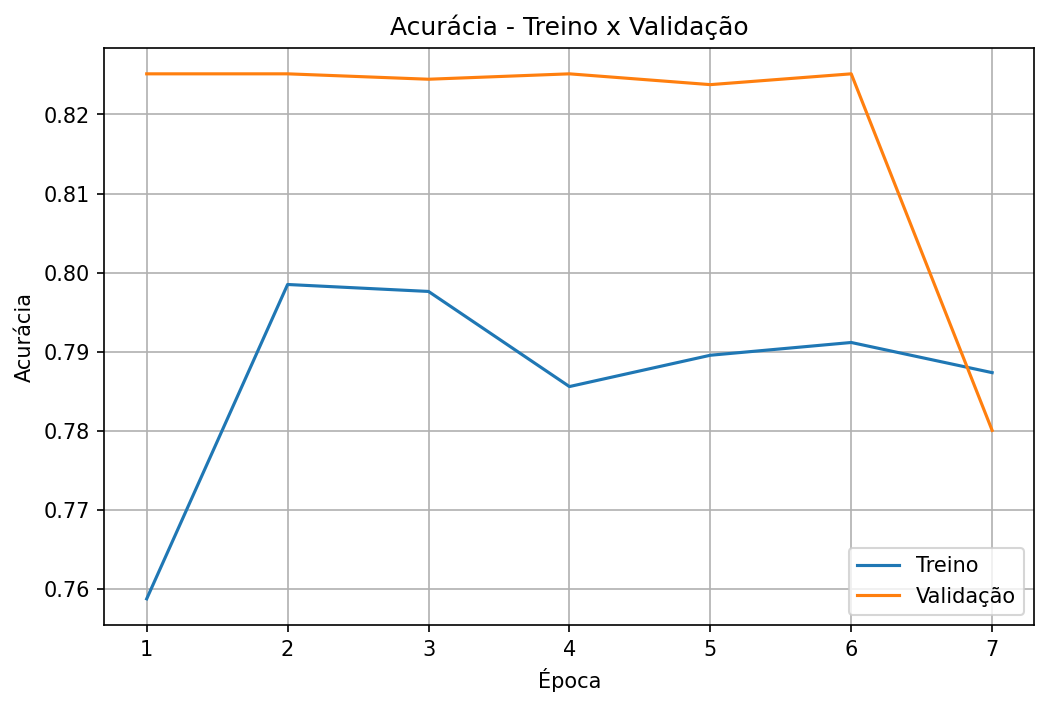 Acurácia - Treino x Validação
Acurácia
0.82
0.81
0.80
0.79
0.78
0.77
0.76
1 2 3 4 5 6 7
Época
Treino
Validação